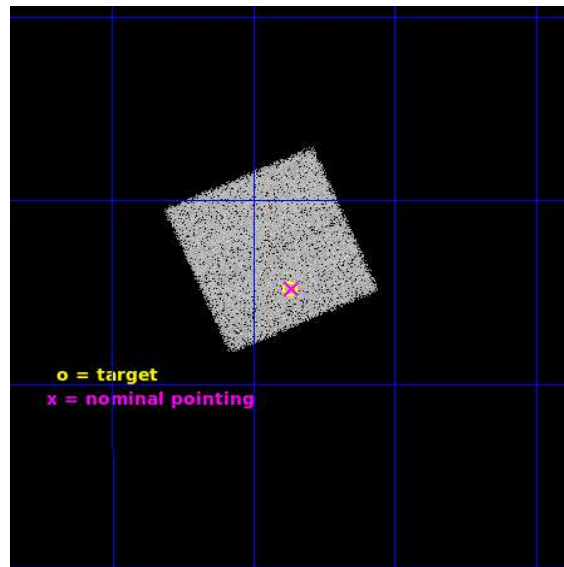 o = target
x = nominal pointing